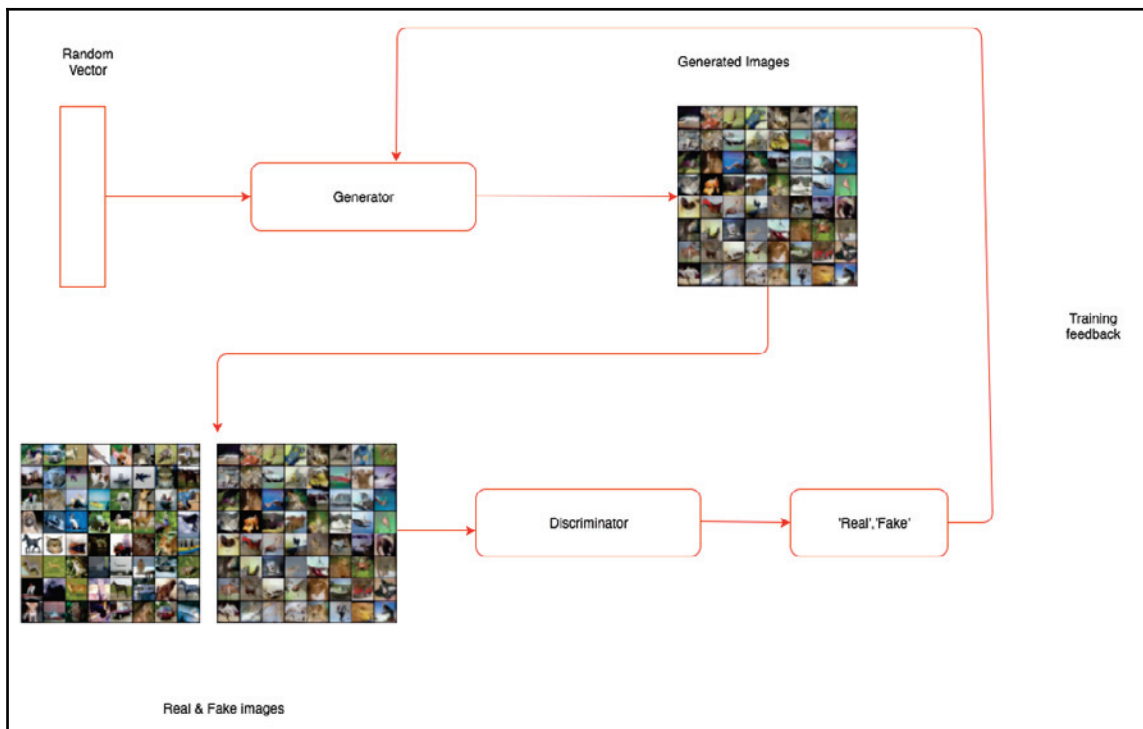 Random
Vector
Generated Images
Generator
Training
feedback
Discriminator
'Real','Fake'
Real & Fake images